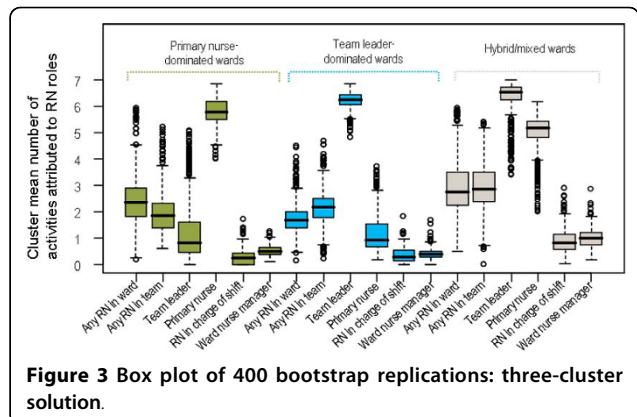 Primary nurse-
dominated wards
Team leader-
dominated wards
Hybrid/mixed wards
Cluster mean number of
activities attributed to RN roles
7
6
5
4
3
2
1
0
Any RN in ward
Any RN in team
Team leader
Primary nurse
RN in charge of shift
Ward nurse manager
Any RN in ward
Any RN in team
Team leader
Primary nurse
RN in charge of shift
Ward nurse manager
Any RN in ward
Any RN in team
Team leader
Primary nurse
RN in charge of shift
Ward nurse manager
Figure 3 Box plot of 400 bootstrap replications: three-cluster
solution.